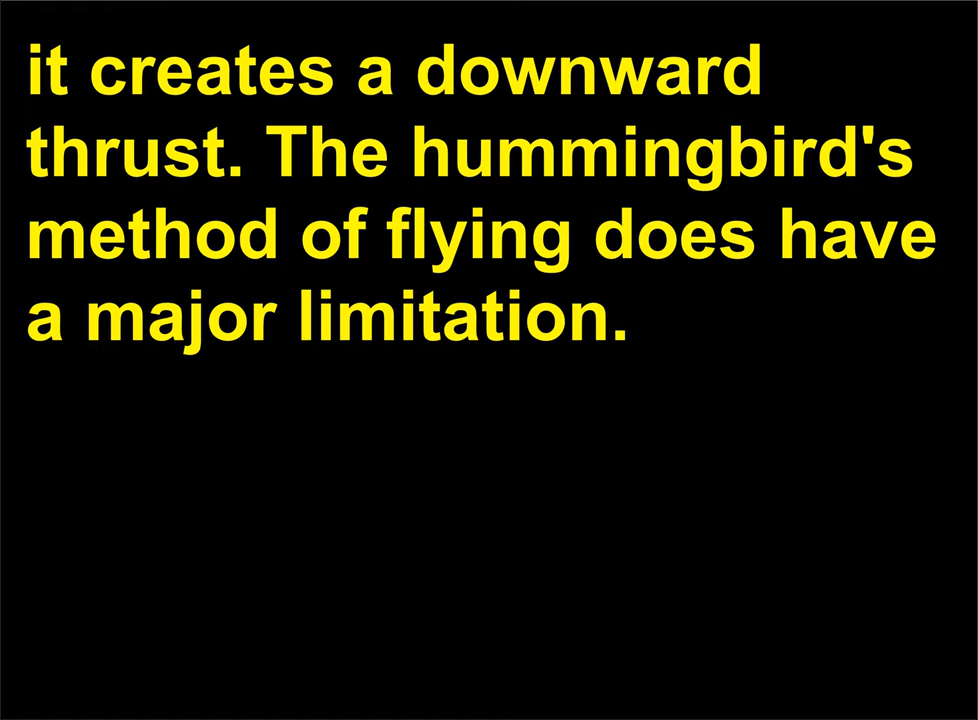 it creates a downward
thrust. The hummingbird's
method of flying does have
a major limitation.